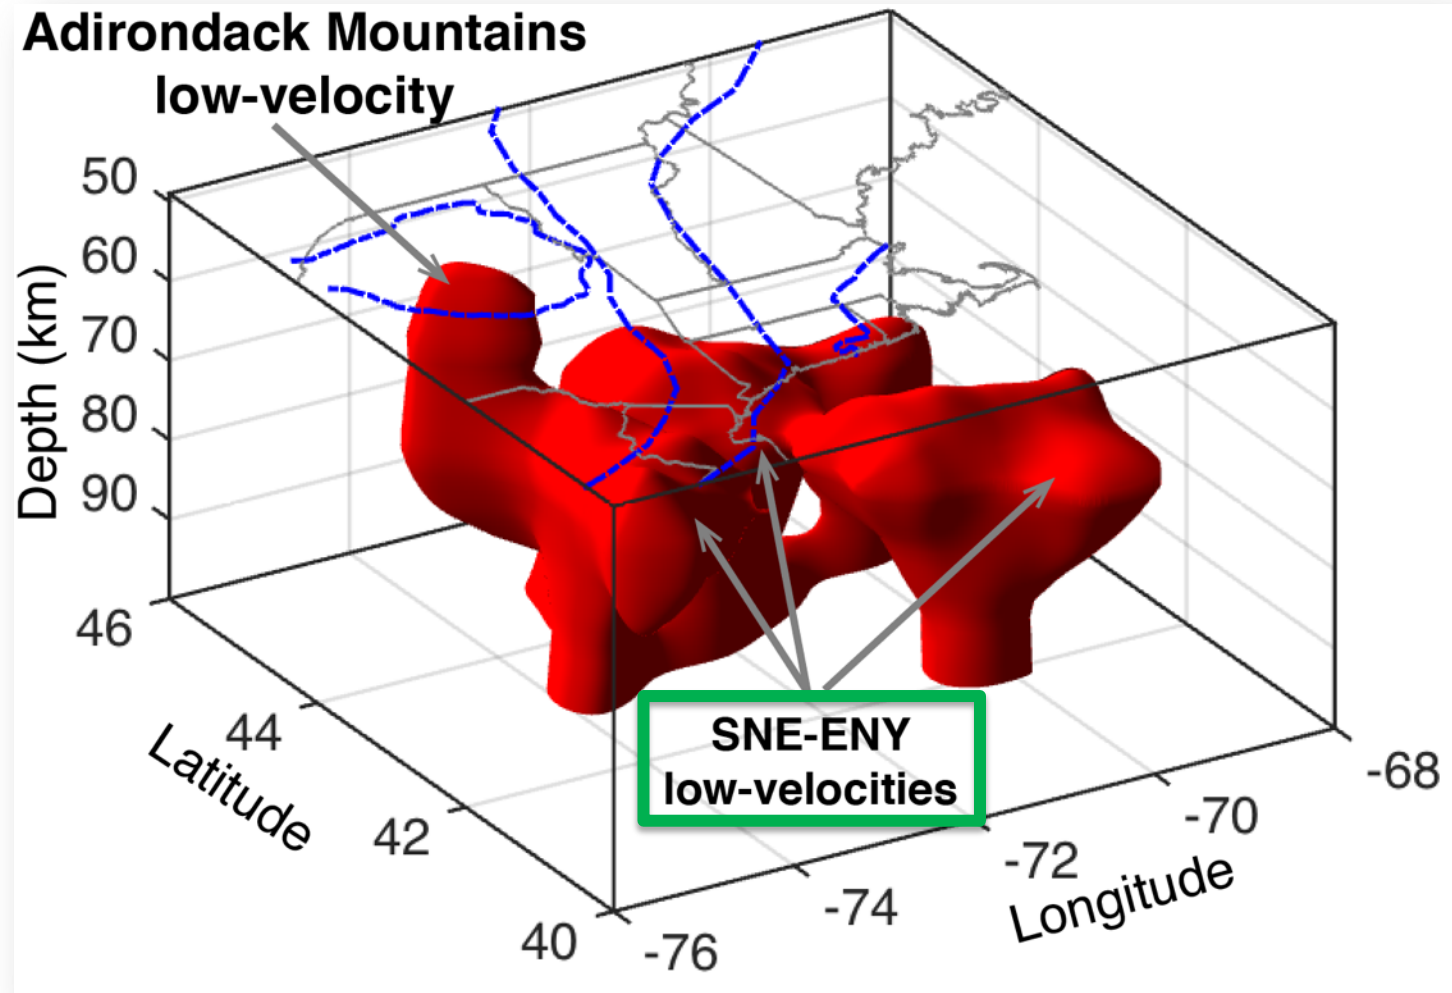 Adirondack Mountains
low-velocity
50
60
70
80
90
Depth (km)
46
44
42
40
Latitude
-76
-74
-72
-70
-68
Longitude
SNE-ENY
low-velocities